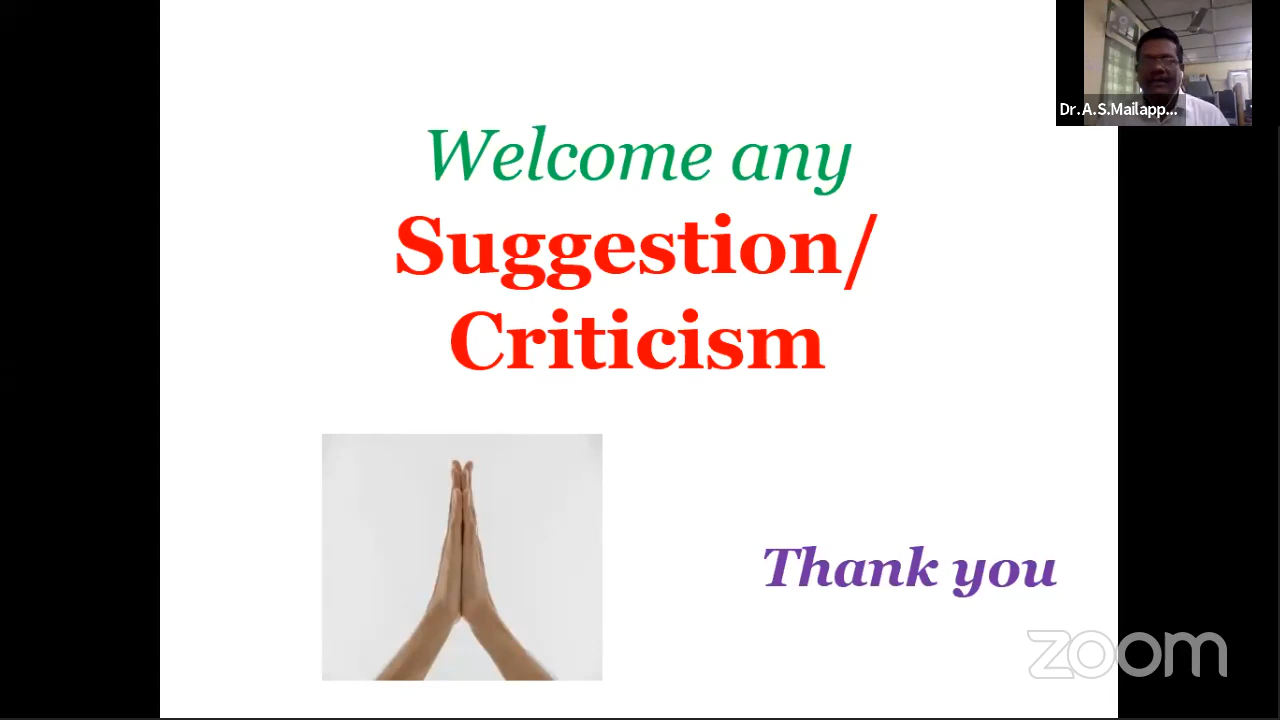 Dr.A.S.Mailapp...
Welcome any
Suggestion/
Criticism
Thank you
zoom